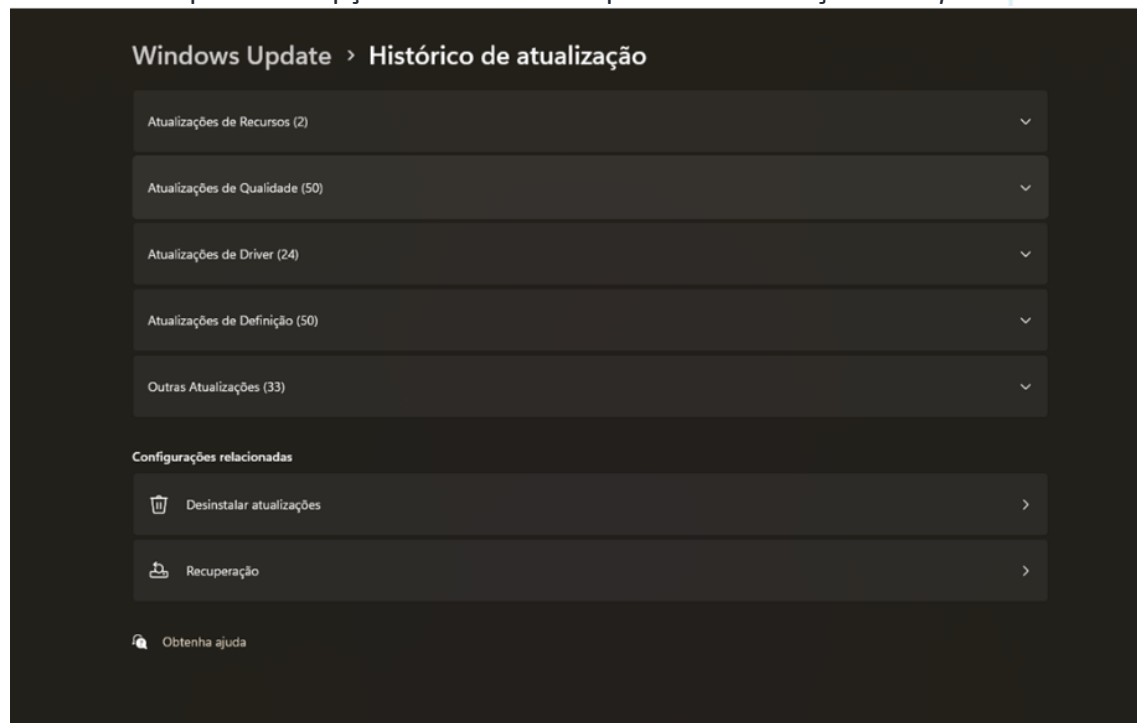 Windows Update > Histórico de atualização
Atualizações de Recursos (2)
Atualizações de Qualidade (50)
Atualizações de Driver (24)
Atualizações de Definição (50)
Outras Atualizações (33)
Configurações relacionadas
Desinstalar atualizações
Recuperação
Obtenha ajuda